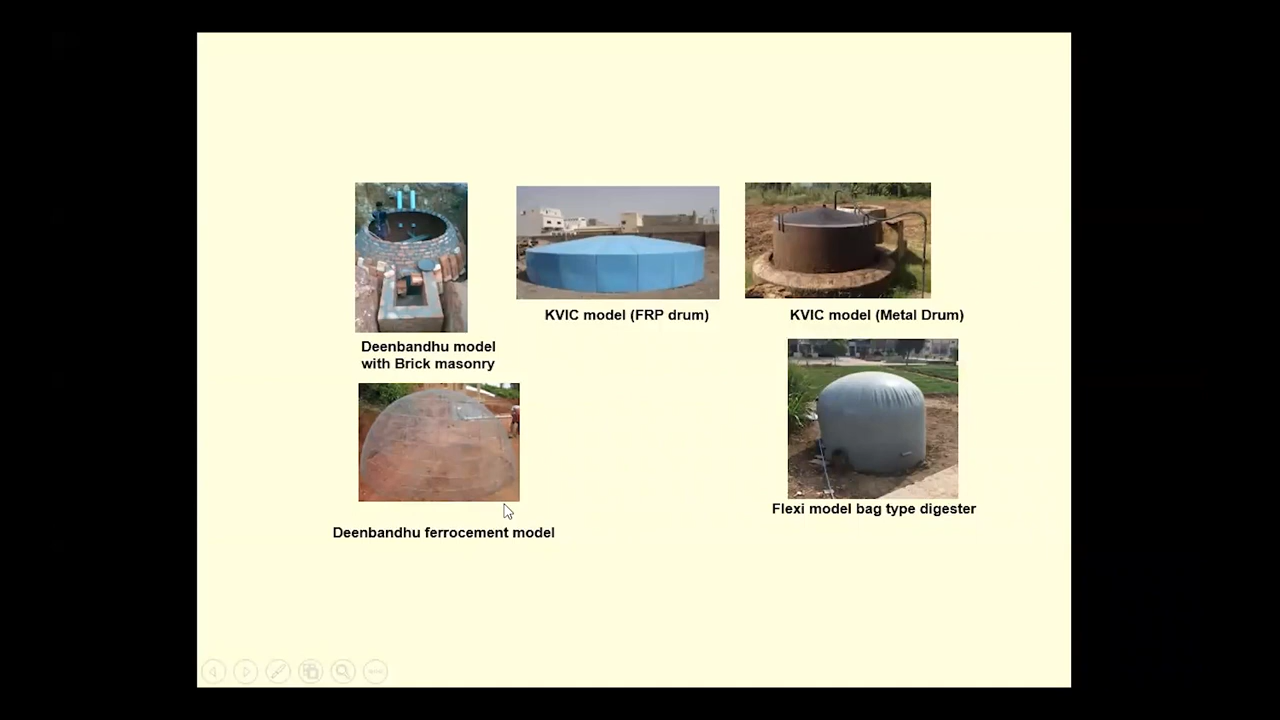 KVIC model (FRP drum)
KVIC model (Metal Drum)
Deenbandhu model
with Brick masonry
Flexi model bag type digester
Deenbandhu ferrocement model